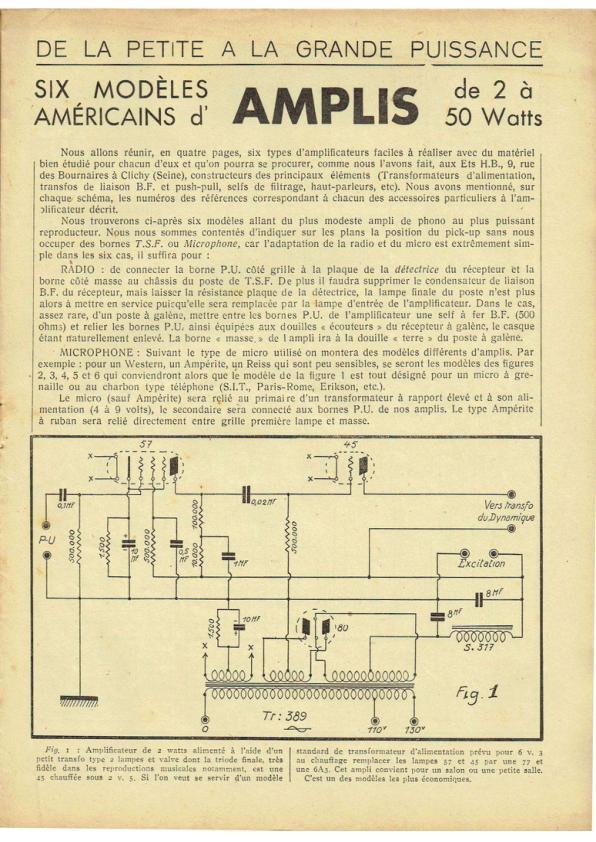 DE LA PETITE A LA GRANDE PUISSANCE
SIX MODÈLES
AMÉRICAINS d'
AMPLIS
de 2 à
50 Watts
Nous allons réunir, en quatre pages, six types d'amplificateurs faciles à réaliser avec du matériel
bien étudié pour chacun d'eux et qu'on pourra se procurer, comme nous l'avons fait, aux Ets H.B., 9, rue
des Bournaires à Clichy (Seine), constructeurs des principaux éléments (Transformateurs d'alimentation,
transfos de liaison B.F. et push-pull, selfs de filtrage, haut-parleurs, etc). Nous avons mentionné, sur
chaque schéma, les numéros des références correspondant à chacun des accessoires particuliers à l'am-
plificateur décrit.
Nous trouverons ci-après six modèles allant du plus modeste ampli de phono au plus puissant
reproducteur. Nous nous sommes contentés d'indiquer sur les plans la position du pick-up sans nous
occuper des bornes T.S.F. ou Microphone, car l'adaptation de la radio et du micro est extrêmement sim-
ple dans les six cas, il suffira pour :
RADIO : de connecter la borne P.U. côté grille à la plaque de la détectrice du récepteur et la
borne côté masse au châssis du poste de T.S.F. De plus il faudra supprimer le condensateur de liaison
B.F. du récepteur, mais laisser la résistance plaque de la détectrice, la lampe finale du poste n'est plus
alors à mettre en service puicqu'elle sera remplacée par la lampe d'entrée de l'amplificateur. Dans le cas,
assez rare, d'un poste à galène, mettre entre les bornes P.U. de l'amplificateur une self à fer B.F. (500
ohms) et relier les bornes P.U. ainsi équipées aux douilles « écouteurs » du récepteur à galène, le casque
étant naturellement enlevé. La borne « masse » de l ampli ira à la douille « terre » du poste à galène.
MICROPHONE : Suivant le type de micro utilisé on montera des modèles différents d'amplis. Par
exemple : pour un Western, un Ampérite, un Reiss qui sont peu sensibles, se seront les modèles des figures
2, 3, 4, 5 et 6 qui conviendront alors que le modèle de la figure 1 est tout désigné pour un micro à gre-
naille ou au charbon type téléphone (S.I.T., Paris-Rome, Erikson, etc.).
Le micro (sauf Ampérite) sera relié au primaire d'un transformateur à rapport élevé et à son ali-
mentation (4 à 9 volts), le secondaire sera connecté aux bornes P.U. de nos amplis. Le type Ampérite
à ruban sera relié directement entre grille première lampe et masse.
57
45
x
x
x
x
0,1MF
0,02MF
Vers transfo
du Dynamique
P.U
500.000
1500
500.000
100.000
10.000
1MF
500.000
Excitation
8MF
8MF
1500
10MF
80
S. 317
x
x
Tr: 389
0
110v
130v
Fig. 1
Fig. 1 : Amplificateur de 2 watts alimenté à l'aide d'un
petit transfo type 2 lampes et valve dont la triode finale, très
fidèle dans les reproductions musicales notamment, est une
45 chauffée sous 2 v. 5. Si l'on veut se servir d'un modèle
standard de transformateur d'alimentation prévu pour 6 v. 3
au chauffage remplacer les lampes 57 et 45 par une 77 et
une 6A3. Cet ampli convient pour un salon ou une petite salle.
C'est un des modèles les plus économiques.